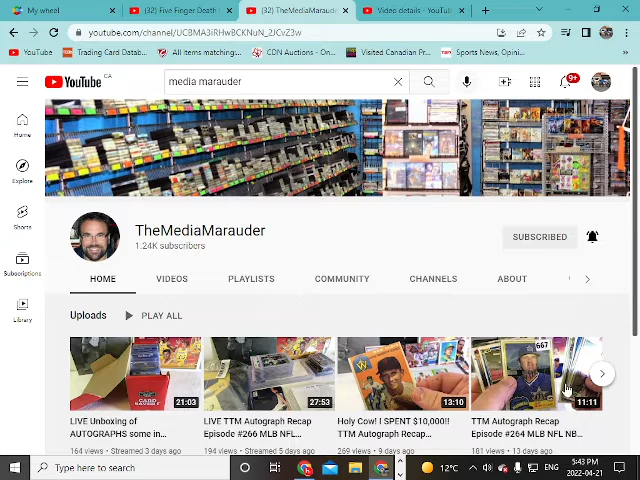 My wheel
(32) Five Finger Death
(32) TheMediaMarauder
Video details - YouTube
youtube.com/channel/UCBMA3iRHwBCKNuN_2JCvZ3w
YouTube
Trading Card Datab...
All Items matching:...
CDN Auctions - On...
Visited Canadian Pr...
Sports News, Opini...
YouTube CA
media marauder
9+
Home
Explore
Shorts
Subscriptions
Library
TheMediaMarauder
1.24K subscribers
SUBSCRIBED
HOME
VIDEOS
PLAYLISTS
COMMUNITY
CHANNELS
ABOUT
Uploads
PLAY ALL
21:03
27:53
13:10
667
11:11
LIVE Unboxing of
AUTOGRAPHS some in...
164 views • Streamed 3 days ago
LIVE TTM Autograph Recap
Episode #266 MLB NFL...
194 views • Streamed 5 days ago
Holy Cow! I SPENT $10,000!!
TTM Autograph Recap...
269 views • 9 days ago
TTM Autograph Recap
Episode #264 MLB NFL NB...
181 views • 13 days ago
Type here to search
12°C
ENG
5:43 PM
2022-04-21